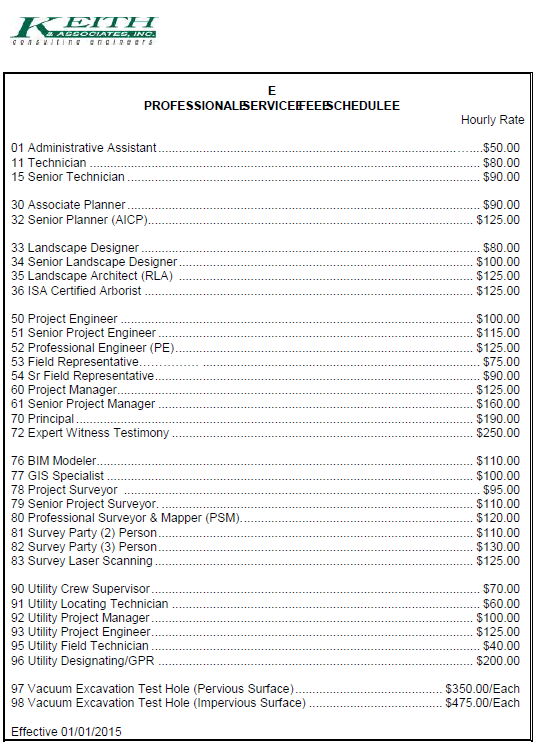 KEITH
& ASSOCIATES, INC.
consulting engineers
E
PROFESSIONALESERVICEEFEEESCHEDULEE
Hourly Rate
01 Administrative Assistant ........ $50.00
11 Technician ........ $80.00
15 Senior Technician ........ $90.00
30 Associate Planner ........ $90.00
32 Senior Planner (AICP) ........ $125.00
33 Landscape Designer ........ $80.00
34 Senior Landscape Designer ........ $100.00
35 Landscape Architect (RLA) ........ $125.00
36 ISA Certified Arborist ........ $125.00
50 Project Engineer ........ $100.00
51 Senior Project Engineer ........ $115.00
52 Professional Engineer (PE) ........ $125.00
53 Field Representative ........ $75.00
54 Sr Field Representative ........ $90.00
60 Project Manager ........ $125.00
61 Senior Project Manager ........ $160.00
70 Principal ........ $190.00
72 Expert Witness Testimony ........ $250.00
76 BIM Modeler ........ $110.00
77 GIS Specialist ........ $100.00
78 Project Surveyor ........ $95.00
79 Senior Project Surveyor ........ $110.00
80 Professional Surveyor & Mapper (PSM) ........ $120.00
81 Survey Party (2) Person ........ $110.00
82 Survey Party (3) Person ........ $130.00
83 Survey Laser Scanning ........ $125.00
90 Utility Crew Supervisor ........ $70.00
91 Utility Locating Technician ........ $60.00
92 Utility Project Manager ........ $100.00
93 Utility Project Engineer ........ $125.00
95 Utility Field Technician ........ $40.00
96 Utility Designating/GPR ........ $200.00
97 Vacuum Excavation Test Hole (Pervious Surface) ........ $350.00/Each
98 Vacuum Excavation Test Hole (Impervious Surface) ........ $475.00/Each
Effective 01/01/2015